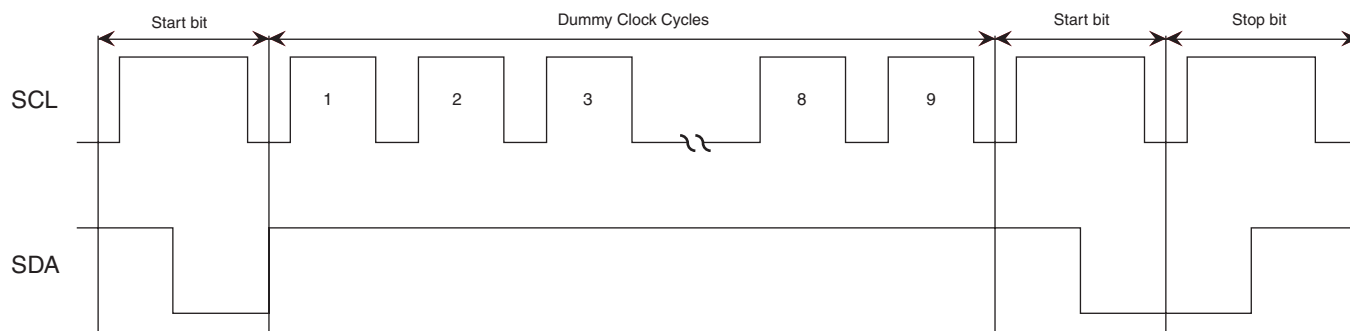 Start bit
Dummy Clock Cycles
Start bit
Stop bit
SCL
1
2
3
8
9
SDA